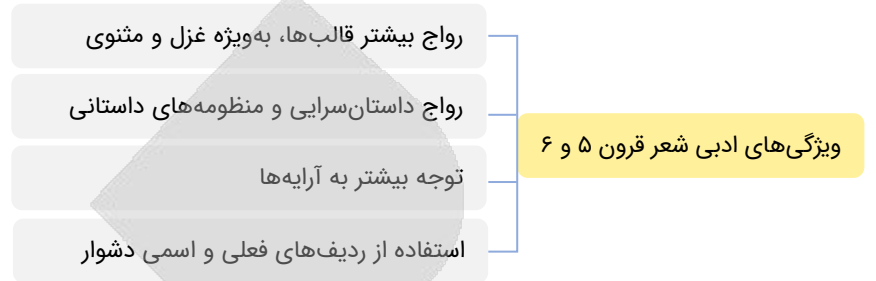 ویژگی‌های ادبی شعر قرون ۵ و ۶
رواج بیشتر قالب‌ها، به‌ویژه غزل و مثنوی
رواج داستان‌سرایی و منظومه‌های داستانی
توجه بیشتر به آرایه‌ها
استفاده از ردیف‌های فعلی و اسمی دشوار